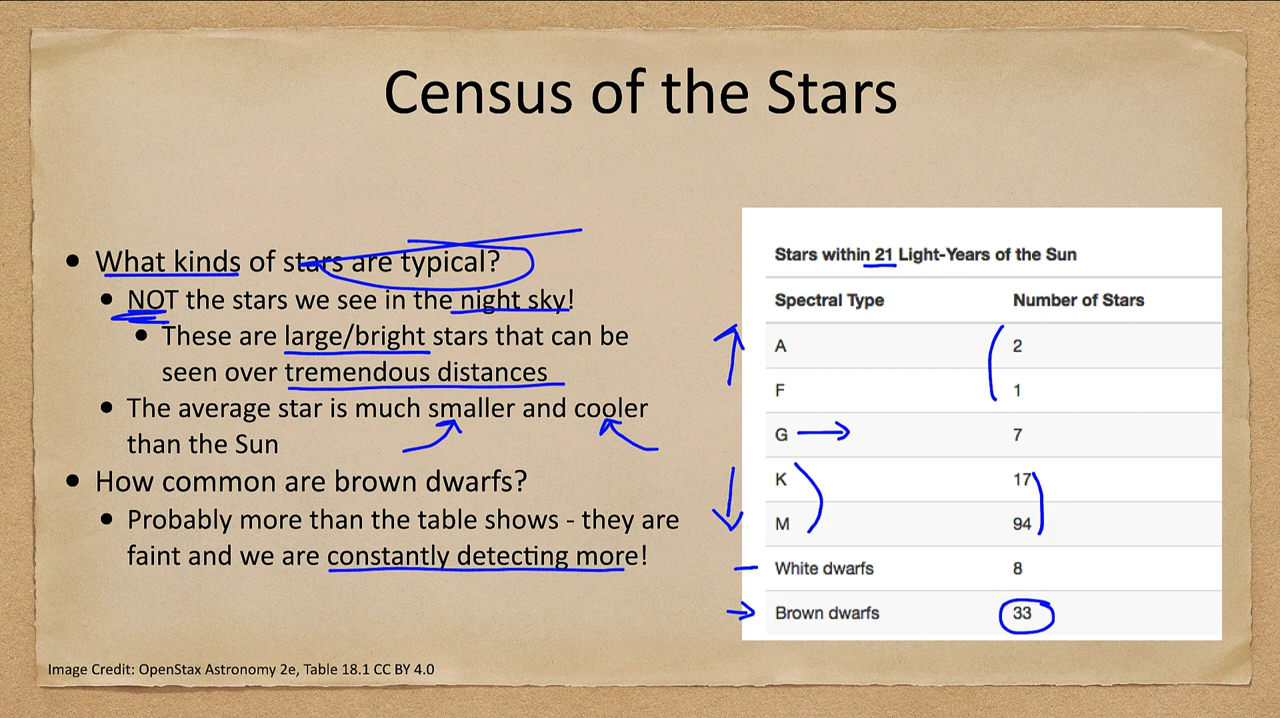 Census of the Stars
• What kinds of stars are typical?
• NOT the stars we see in the night sky!
• These are large/bright stars that can be
seen over tremendous distances
• The average star is much smaller and cooler
than the Sun
• How common are brown dwarfs?
• Probably more than the table shows - they are
faint and we are constantly detecting more!
Stars within 21 Light-Years of the Sun
Spectral Type Number of Stars
A 2
F 1
G 7
K 17
M 94
White dwarfs 8
Brown dwarfs 33
Image Credit: OpenStax Astronomy 2e, Table 18.1 CC BY 4.0